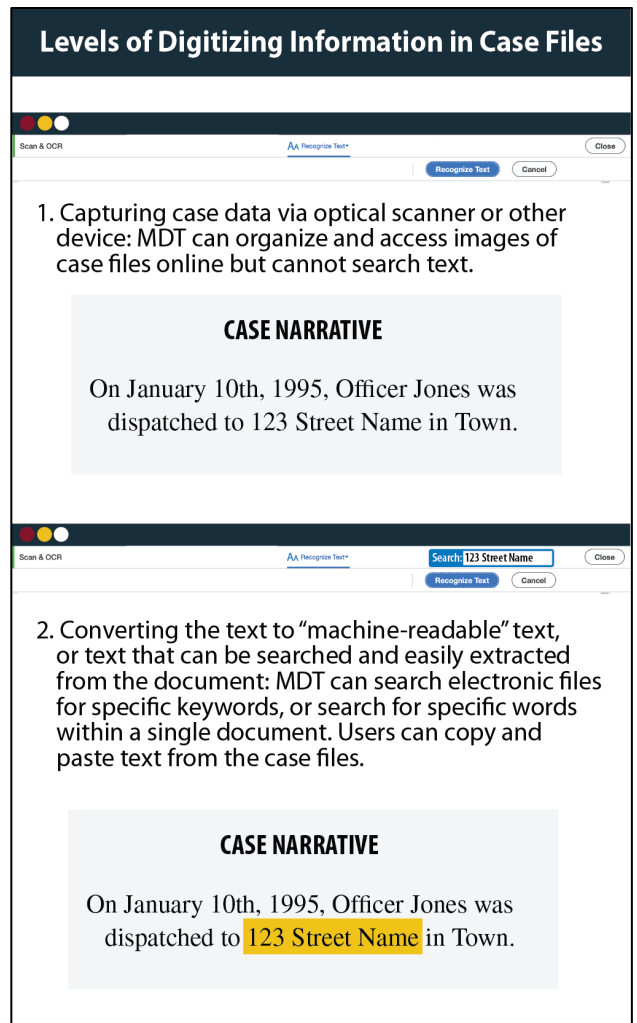 Levels of Digitizing Information in Case Files
Scan & OCR
AA Recognize Text
Close
Recognize Text
Cancel
1. Capturing case data via optical scanner or other
device: MDT can organize and access images of
case files online but cannot search text.
CASE NARRATIVE
On January 10th, 1995, Officer Jones was
dispatched to 123 Street Name in Town.
Scan & OCR
AA Recognize Text
Search: 123 Street Name
Close
Recognize Text
Cancel
2. Converting the text to “machine-readable” text,
or text that can be searched and easily extracted
from the document: MDT can search electronic files
for specific keywords, or search for specific words
within a single document. Users can copy and
paste text from the case files.
CASE NARRATIVE
On January 10th, 1995, Officer Jones was
dispatched to 123 Street Name in Town.